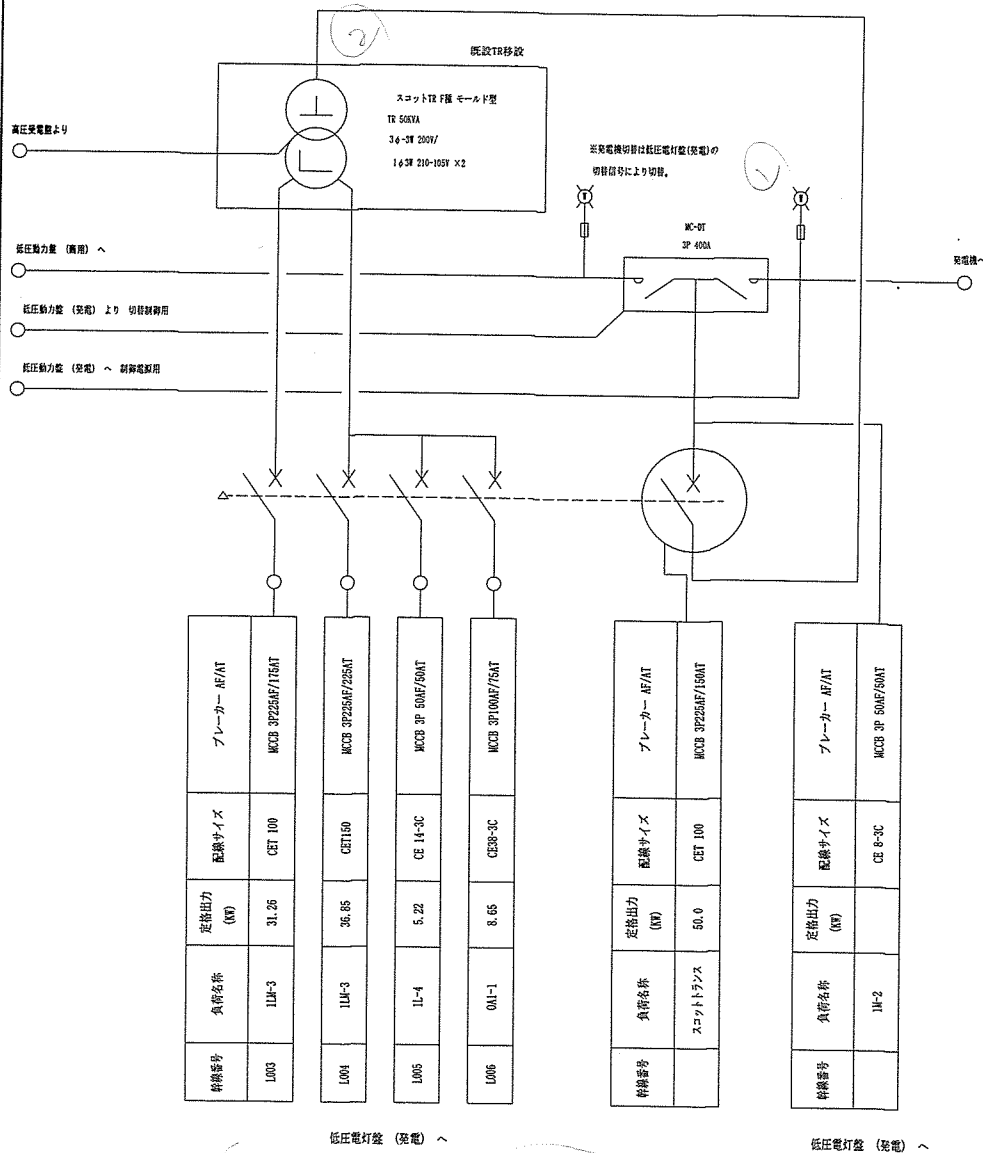 2
既設TR移設
スコットTR F種 モールド型
TR 50KVA
3φ-3W 200V/
1φ3W 210-105V ×2
高圧受電盤より
※発電機切替は低圧電灯盤(発電)の
切替信号により切替。
W
W
MC-DT
3P 400A
低圧動力盤 (商用) へ
発電機へ
低圧動力盤 (発電) より 切替制御用
低圧動力盤 (発電) へ 制御電源用
ブレーカー AF/AT
MCCB 3P225AF/175AT
配線サイズ
CET 100
定格出力
(KW)
31.26
負荷名称
1LM-3
幹線番号
L003
MCCB 3P225AF/225AT
CET150
36.85
1LM-3
L004
MCCB 3P 50AF/50AT
CE 14-3C
5.22
1L-4
L005
MCCB 3P100AF/75AT
CE38-3C
8.65
OA1-1
L006
ブレーカー AF/AT
MCCB 3P225AF/150AT
配線サイズ
CET 100
定格出力
(KW)
50.0
負荷名称
スコットトランス
幹線番号
ブレーカー AF/AT
MCCB 3P 50AF/50AT
配線サイズ
CE 8-3C
定格出力
(KW)
負荷名称
1M-2
幹線番号
低圧電灯盤 (発電) へ
低圧電灯盤 (発電) へ